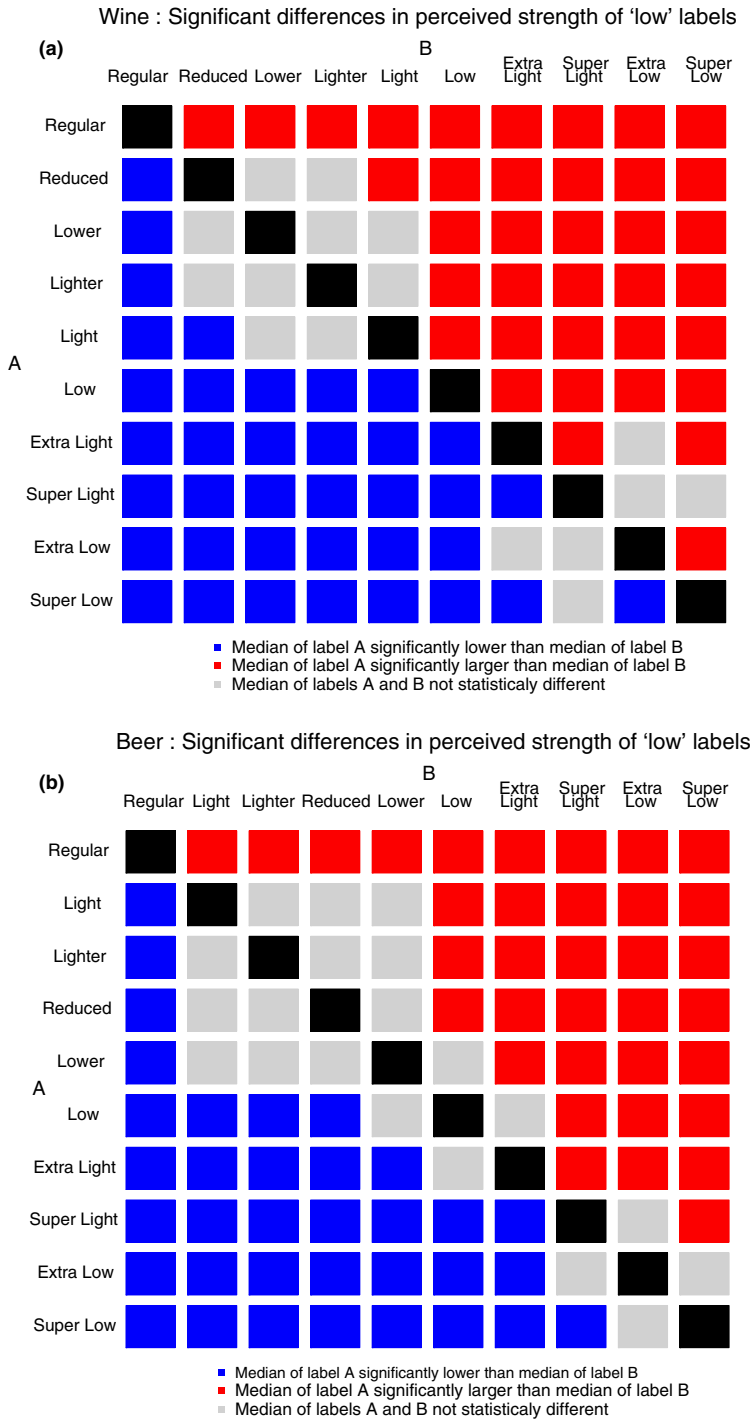 Wine : Significant differences in perceived strength of ‘low’ labels
(a)
B
Regular Reduced Lower Lighter Light Low Extra Light Super Light Extra Low Super Low
Regular
Reduced
Lower
Lighter
Light
A
Low
Extra Light
Super Light
Extra Low
Super Low
Median of label A significantly lower than median of label B
Median of label A significantly larger than median of label B
Median of labels A and B not statisticaly different
Beer : Significant differences in perceived strength of ‘low’ labels
(b)
B
Regular Light Lighter Reduced Lower Low Extra Light Super Light Extra Low Super Low
Regular
Light
Lighter
Reduced
Lower
A
Low
Extra Light
Super Light
Extra Low
Super Low
Median of label A significantly lower than median of label B
Median of label A significantly larger than median of label B
Median of labels A and B not statisticaly different